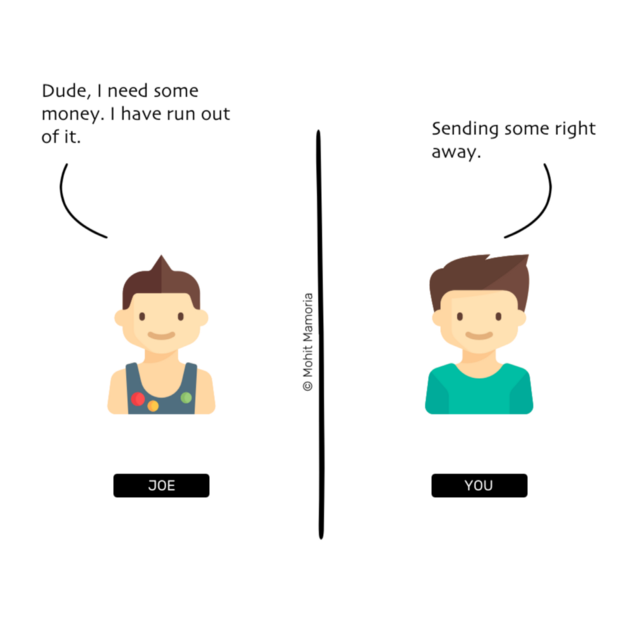 Dude, I need some
money. I have run out
of it.
Sending some right
away.
© Mohit Mamoria
JOE
YOU